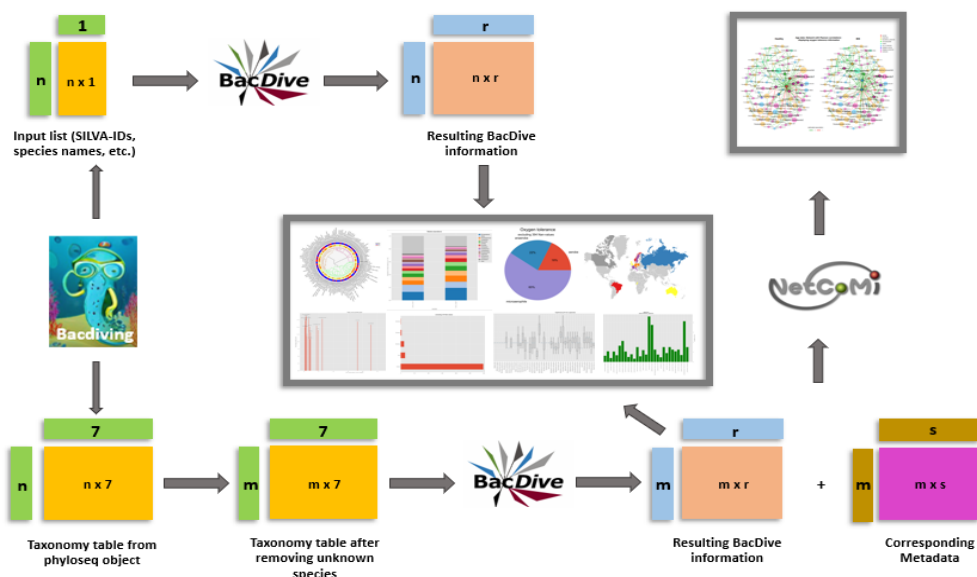 1
n
n x 1
Input list (SILVA-IDs,
species names, etc.)
BacDive
r
n
n x r
Resulting BacDive
information
Oxygen tolerance
NetCoMi
Bacdiving
7
n
n x 7
Taxonomy table from
phyloseq object
7
m
m x 7
Taxonomy table after
removing unknown
species
BacDive
r
m
m x r
Resulting BacDive
information
+
s
m
m x s
Corresponding
Metadata